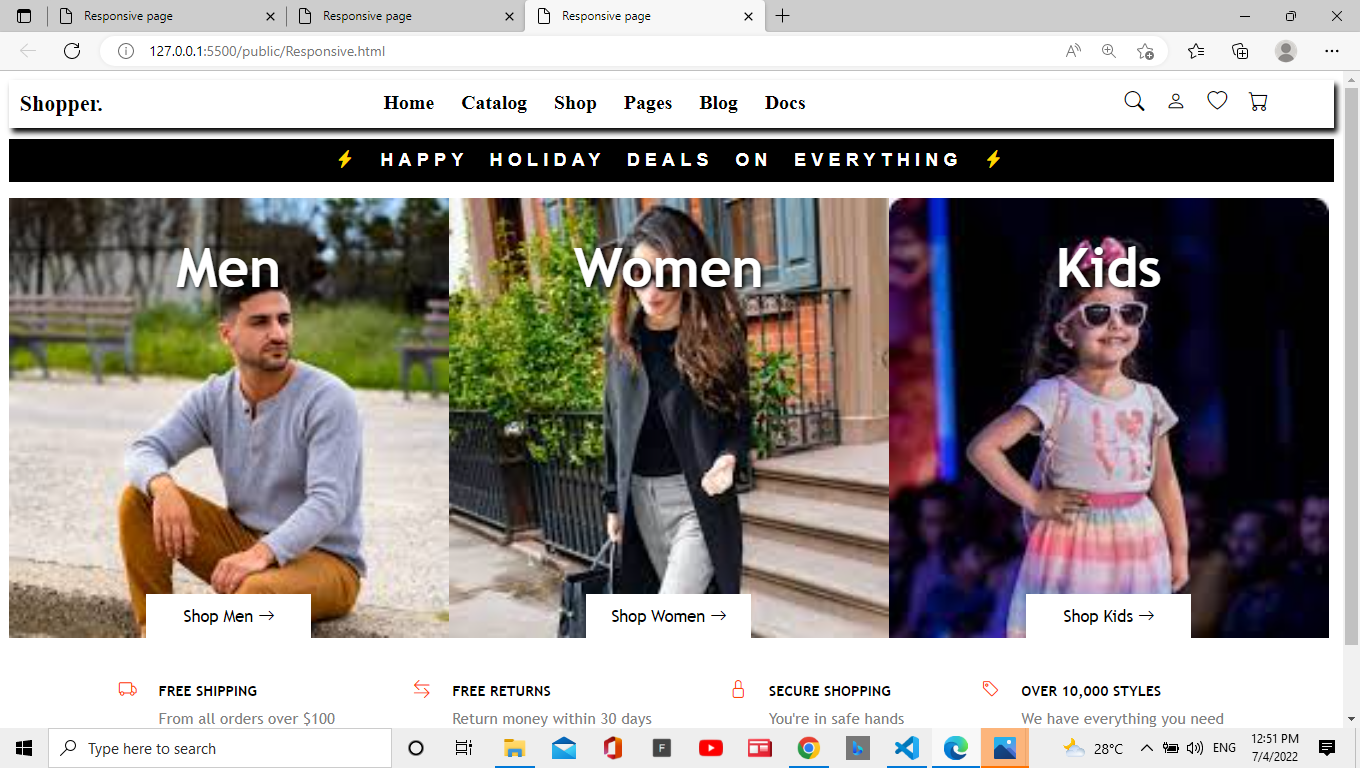 Responsive page
Responsive page
Responsive page
127.0.0.1:5500/public/Responsive.html
Shopper.
Home Catalog Shop Pages Blog Docs
HAPPY HOLIDAY DEALS ON EVERYTHING
Men
Women
Kids
Shop Men →
Shop Women →
Shop Kids →
FREE SHIPPING
From all orders over $100
FREE RETURNS
Return money within 30 days
SECURE SHOPPING
You're in safe hands
OVER 10,000 STYLES
We have everything you need
Type here to search
28°C
ENG
12:51 PM
7/4/2022